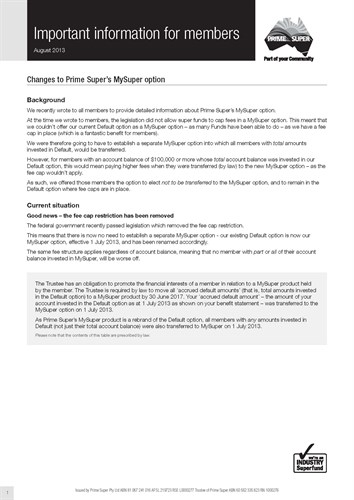 Important information for members
August 2013
PRIME SUPER
Part of your Community
Changes to Prime Super's MySuper option
Background
We recently wrote to all members to provide detailed information about Prime Super's MySuper option.
At the time we wrote to members, the legislation did not allow super funds to cap fees in a MySuper option. This meant that
we couldn't offer our current Default option as a MySuper option – as many Funds have been able to do – as we have a fee
cap in place (which is a fantastic benefit for members).
We were therefore going to have to establish a separate MySuper option into which all members with total amounts
invested in Default, would be transferred.
However, for members with an account balance of $100,000 or more whose total account balance was invested in our
Default option, this would mean paying higher fees when they were transferred (by law) to the new MySuper option – as the
fee cap wouldn't apply.
As such, we offered those members the option to elect not to be transferred to the MySuper option, and to remain in the
Default option where fee caps are in place.
Current situation
Good news – the fee cap restriction has been removed
The federal government recently passed legislation which removed the fee cap restriction.
This means that there is now no need to establish a separate MySuper option - our existing Default option is now our
MySuper option, effective 1 July 2013, and has been renamed accordingly.
The same fee structure applies regardless of account balance, meaning that no member with part or all of their account
balance invested in MySuper, will be worse off.
The Trustee has an obligation to promote the financial interests of a member in relation to a MySuper product held
by the member. The Trustee is required by law to move all 'accrued default amounts' (that is, total amounts invested
in the Default option) to a MySuper product by 30 June 2017. Your 'accrued default amount' – the amount of your
account invested in the Default option as at 1 July 2013 as shown on your benefit statement – was transferred to the
MySuper option on 1 July 2013.
As Prime Super's MySuper product is a rebrand of the Default option, all members with any amounts invested in
Default (not just their total account balance) were also transferred to MySuper on 1 July 2013.
Please note that the contents of this table are prescribed by law.
we're an
INDUSTRY
Superfund
1
Issued by Prime Super Pty Ltd ABN